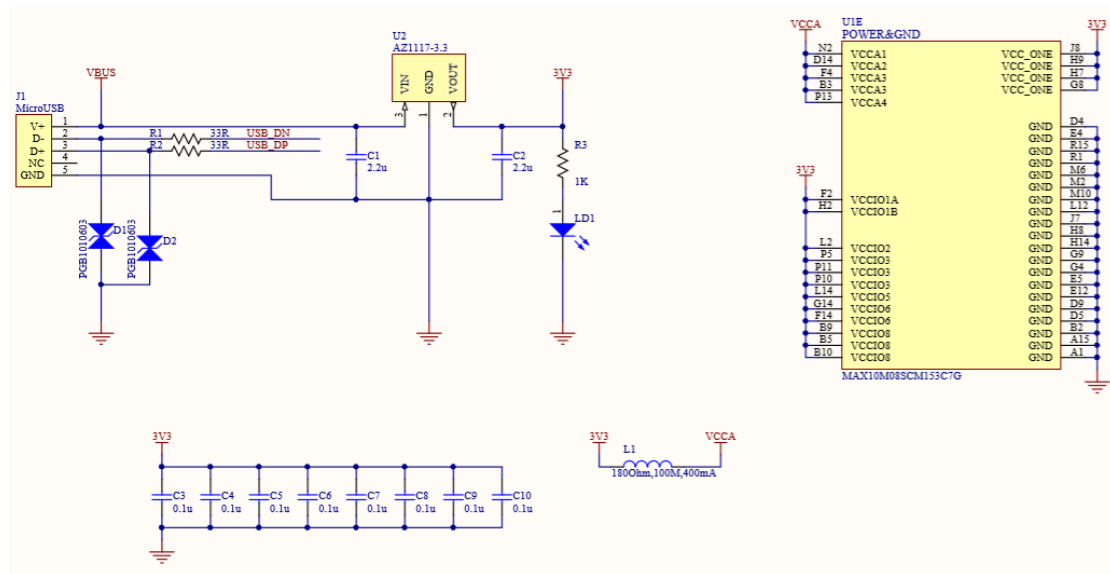 VBUS
J1
MicroUSB
V+ 1
D- 2
D+ 3
NC 4
GND 5
R1 33R USB_DN
R2 33R USB_DP
PGB1010603 D1
PGB1010603 D2
U2
AZ1117-3.3
VIN GND VOUT
3 1 2
C1
2.2u
C2
2.2u
3V3
R3
1K
1
LD1
VCCA
U1E
POWER&GND
3V3
N2 VCCA1 VCC_ONE J8
D14 VCCA2 VCC_ONE H9
F4 VCCA3 VCC_ONE H7
B3 VCCA3 VCC_ONE G8
P13 VCCA4
GND D4
GND E4
GND R15
GND R1
GND M6
3V3
GND M2
F2 VCCIO1A GND M10
H2 VCCIO1B GND L12
GND J7
GND H8
L2 VCCIO2 GND H14
P5 VCCIO3 GND G9
P11 VCCIO3 GND G4
P10 VCCIO3 GND E5
L14 VCCIO5 GND E12
G14 VCCIO6 GND D9
F14 VCCIO6 GND D5
B9 VCCIO8 GND B2
B5 VCCIO8 GND A15
B10 VCCIO8 GND A1
MAX10M08SCM153C7G
3V3
C3 C4 C5 C6 C7 C8 C9 C10
0.1u 0.1u 0.1u 0.1u 0.1u 0.1u 0.1u 0.1u
3V3 VCCA
L1
180Ohm,100M,400mA